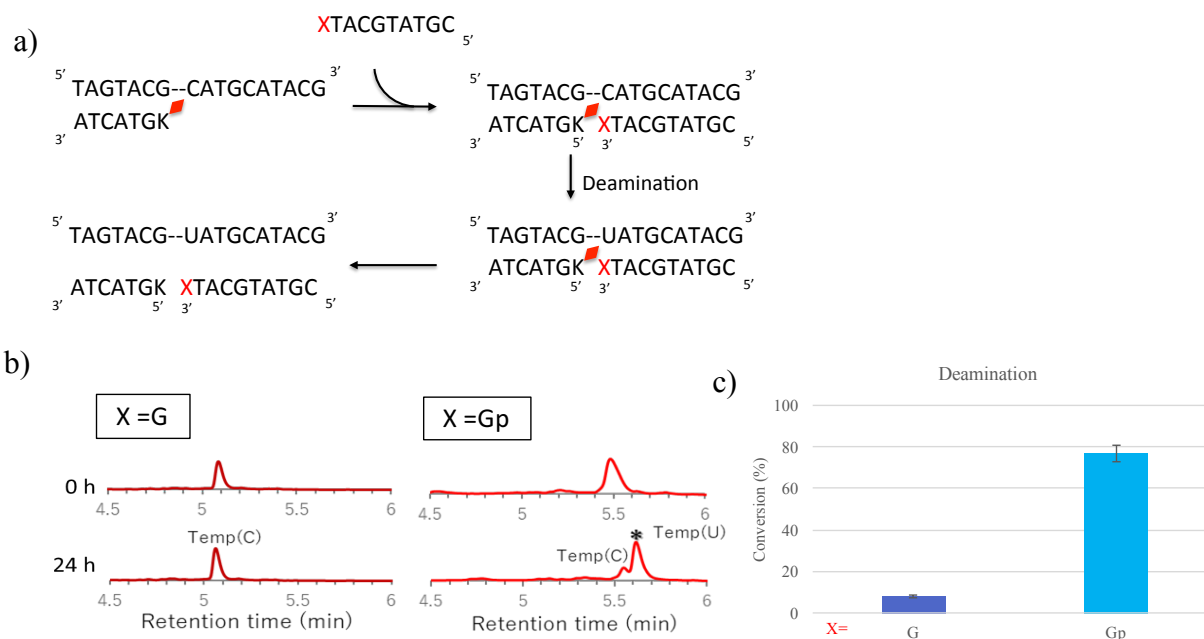 a)
XTACGTATGC 5’
5’ TAGTACG--CATGCATACG 3’
ATCATGK
3’
5’ TAGTACG--CATGCATACG 3’
ATCATGK XTACGTATGC
3’ 5’ 3’ 5’
Deamination
5’ TAGTACG--UATGCATACG 3’
ATCATGK XTACGTATGC
3’ 5’ 3’ 5’
5’ TAGTACG--UATGCATACG 3’
ATCATGK XTACGTATGC
3’ 5’ 3’ 5’
b)
X =G
X =Gp
0 h
4.5 5 5.5 6
4.5 5 5.5 6
Temp(C)
Temp(C)
Temp(U)
*
24 h
4.5 5 5.5 6
4.5 5 5.5 6
Retention time (min)
Retention time (min)
c)
Deamination
Conversion (%)
100
80
60
40
20
0
X= G Gp